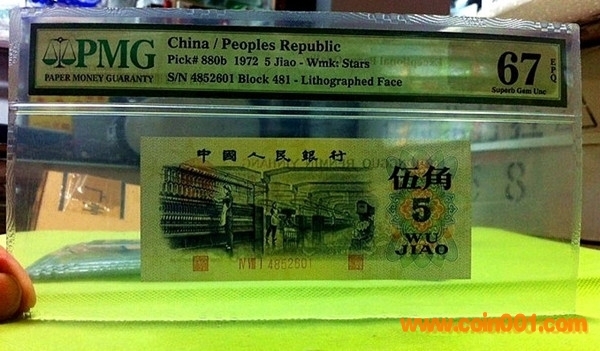 PMG
PAPER MONEY GUARANTY
China / Peoples Republic
Pick# 880b 1972 5 Jiao - Wmk: Stars
S/N 4852601 Block 481 - Lithographed Face
67
EPQ
Superb Gem Unc
中國人民銀行
伍角
5
WU
JIAO
IV VIII I 4852601
www.coin001.com